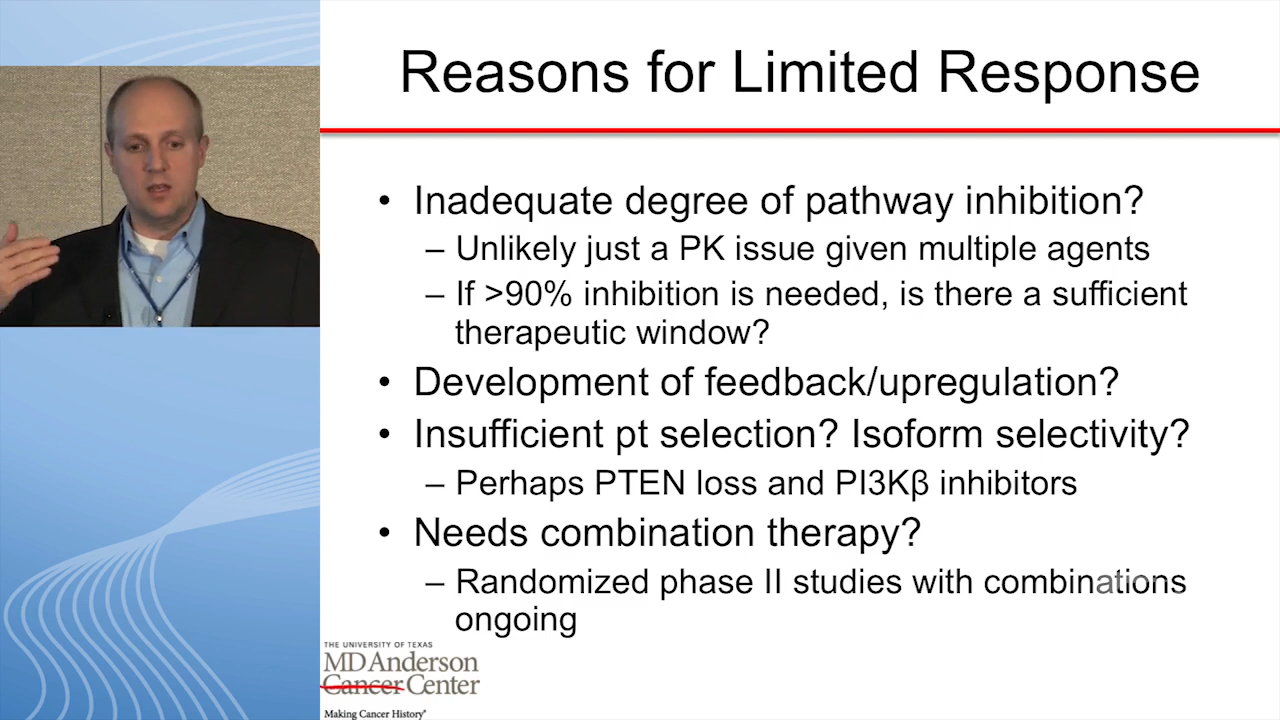 Reasons for Limited Response
• Inadequate degree of pathway inhibition?
– Unlikely just a PK issue given multiple agents
– If >90% inhibition is needed, is there a sufficient
therapeutic window?
• Development of feedback/upregulation?
• Insufficient pt selection? Isoform selectivity?
– Perhaps PTEN loss and PI3Kβ inhibitors
• Needs combination therapy?
– Randomized phase II studies with combinations
ongoing
THE UNIVERSITY OF TEXAS
MD Anderson
Cancer Center
Making Cancer History®